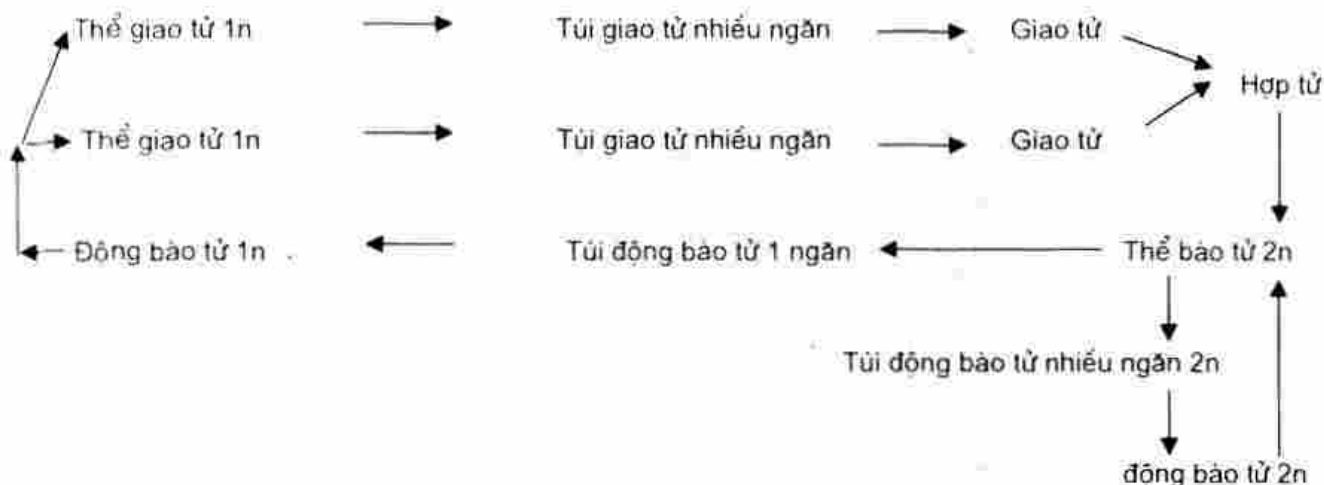 Thể giao tử 1n Túi giao tử nhiều ngăn Giao tử
Hợp tử
Thể giao tử 1n Túi giao tử nhiều ngăn Giao tử
Động bào tử 1n Túi động bào tử 1 ngăn Thể bào tử 2n
Túi động bào tử nhiều ngăn 2n
động bào tử 2n